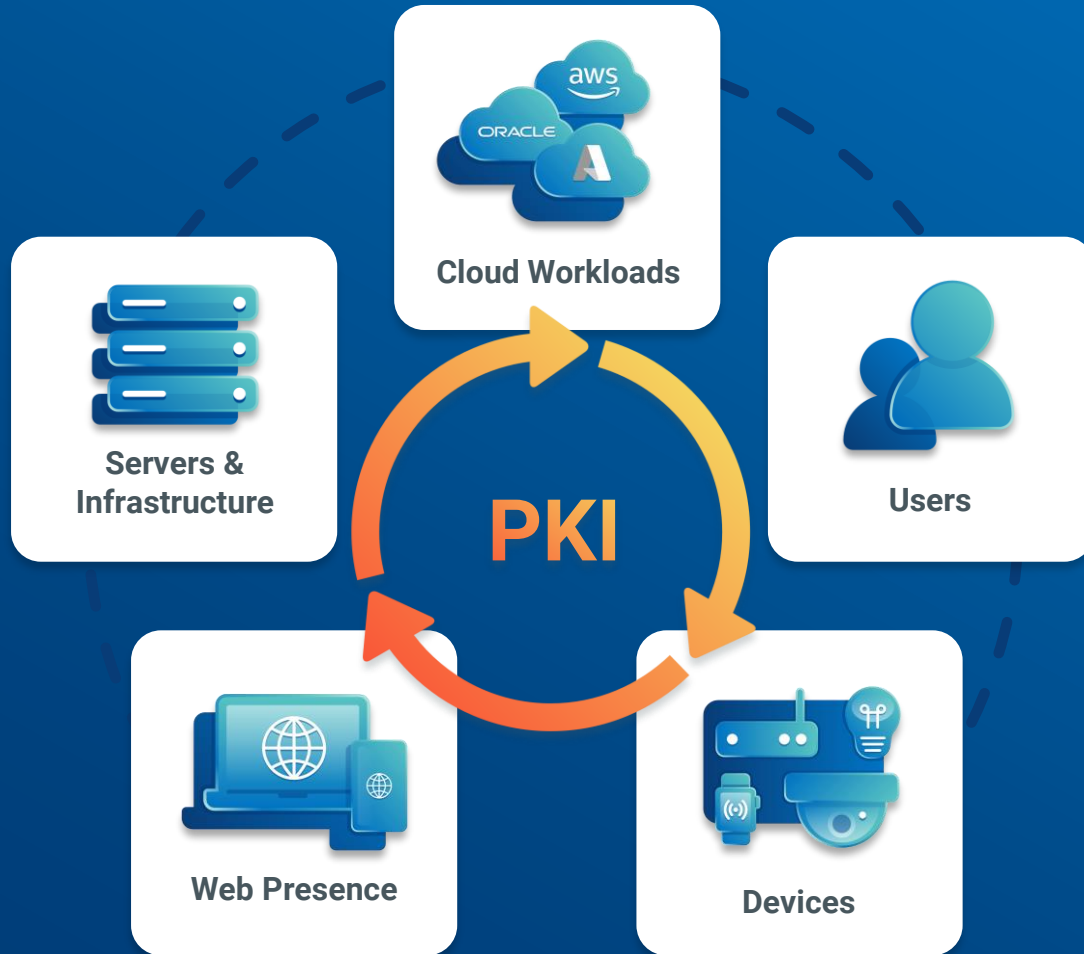 aws
ORACLE
Cloud Workloads
Servers &
Infrastructure
Users
PKI
Web Presence
Devices